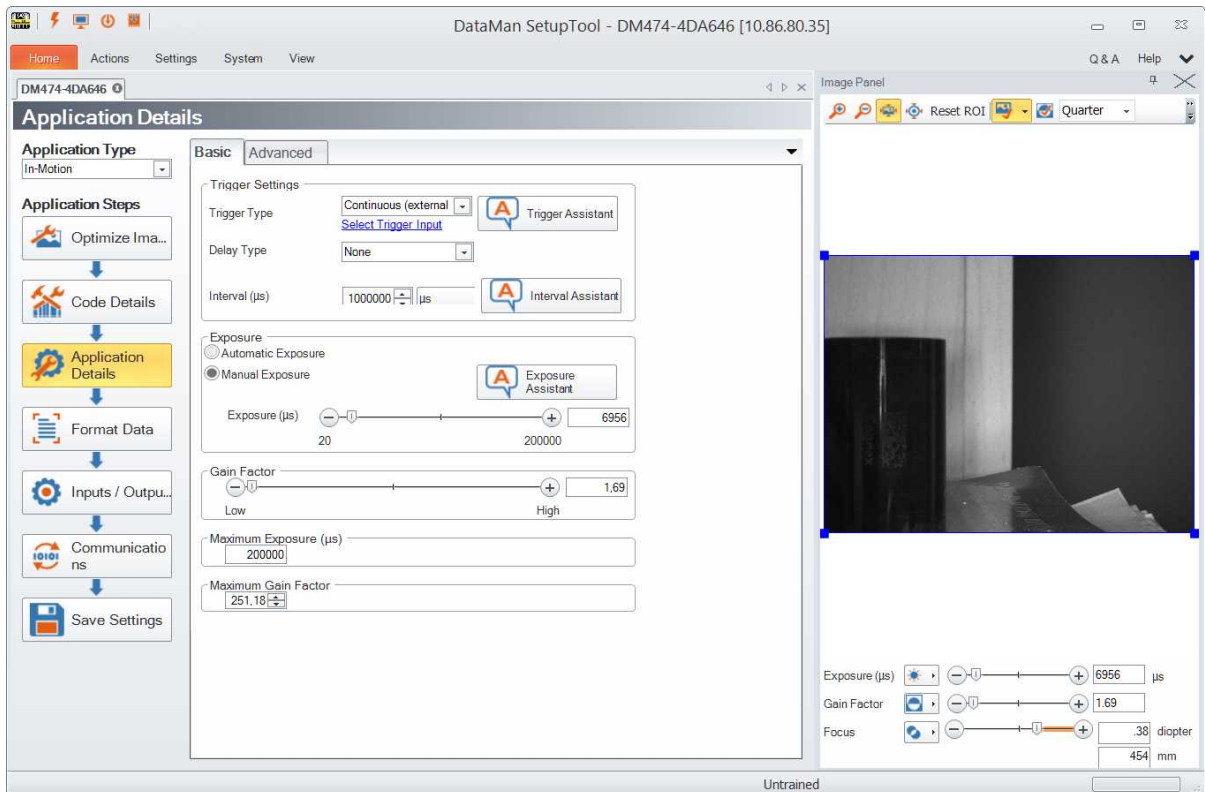 DataMan SetupTool - DM474-4DA646 [10.86.80.35]
Home Actions Settings System View Q & A Help
DM474-4DA646
Application Details
Application Type
In-Motion
Application Steps
Optimize Ima...
Code Details
Application
Details
Format Data
Inputs / Outpu...
Communicatio
ns
Save Settings
Basic Advanced
Trigger Settings
Trigger Type Continuous (external Trigger Assistant
Select Trigger Input
Delay Type None
Interval (µs) 1000000 µs Interval Assistant
Exposure
Automatic Exposure
Manual Exposure
Exposure
Assistant
Exposure (µs) 6956
20 200000
Gain Factor
1,69
Low High
Maximum Exposure (µs)
200000
Maximum Gain Factor
251,18
Image Panel
Reset ROI Quarter
Exposure (µs) 6956 µs
Gain Factor 1.69
Focus .38 diopter
454 mm
Untrained